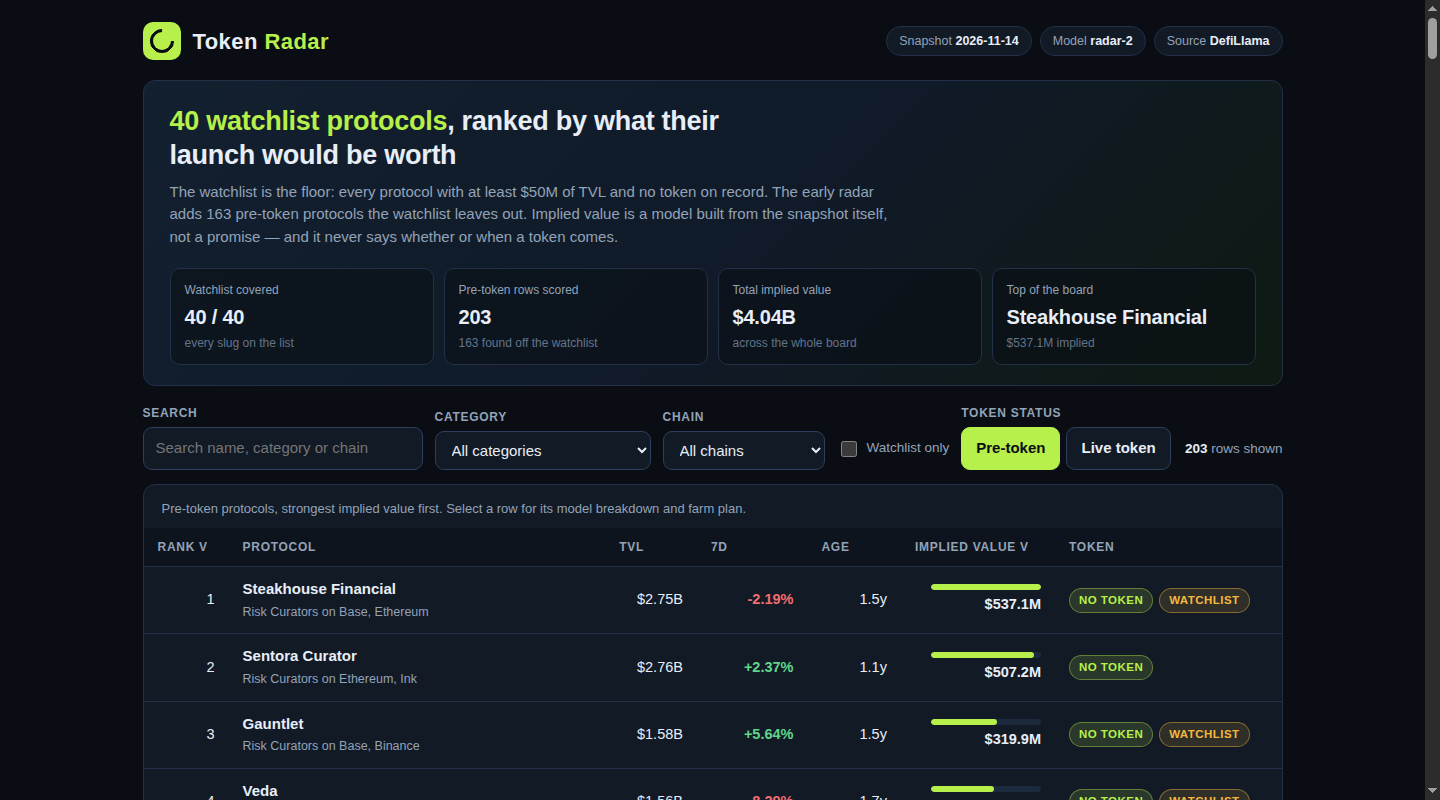 Token Radar
Snapshot 2026-11-14
Model radar-2
Source DefiLlama
40 watchlist protocols, ranked by what their
launch would be worth
The watchlist is the floor: every protocol with at least $50M of TVL and no token on record. The early radar
adds 163 pre-token protocols the watchlist leaves out. Implied value is a model built from the snapshot itself,
not a promise — and it never says whether or when a token comes.
Watchlist covered
40 / 40
every slug on the list
Pre-token rows scored
203
163 found off the watchlist
Total implied value
$4.04B
across the whole board
Top of the board
Steakhouse Financial
$537.1M implied
SEARCH
Search name, category or chain
CATEGORY
All categories
CHAIN
All chains
Watchlist only
TOKEN STATUS
Pre-token
Live token
203 rows shown
Pre-token protocols, strongest implied value first. Select a row for its model breakdown and farm plan.
RANK V PROTOCOL TVL 7D AGE IMPLIED VALUE V TOKEN
1 Steakhouse Financial $2.75B -2.19% 1.5y $537.1M NO TOKEN WATCHLIST
Risk Curators on Base, Ethereum
2 Sentora Curator $2.76B +2.37% 1.1y $507.2M NO TOKEN
Risk Curators on Ethereum, Ink
3 Gauntlet $1.58B +5.64% 1.5y $319.9M NO TOKEN WATCHLIST
Risk Curators on Base, Binance
4 Veda $1.56B -8.29% 1.7y NO TOKEN WATCHLIST